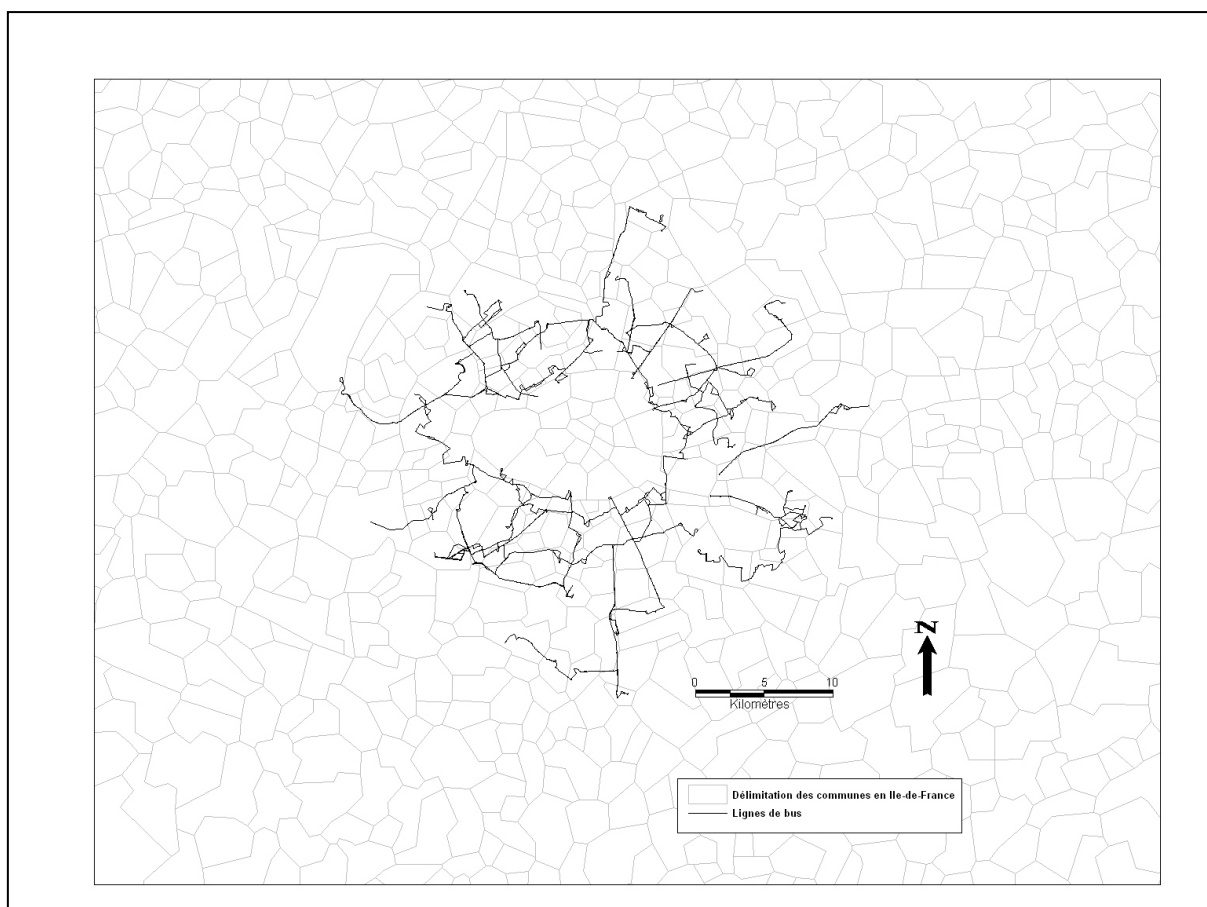 N
0 5 10
Kilomètres
Délimitation des communes en Ile-de-France
Lignes de bus